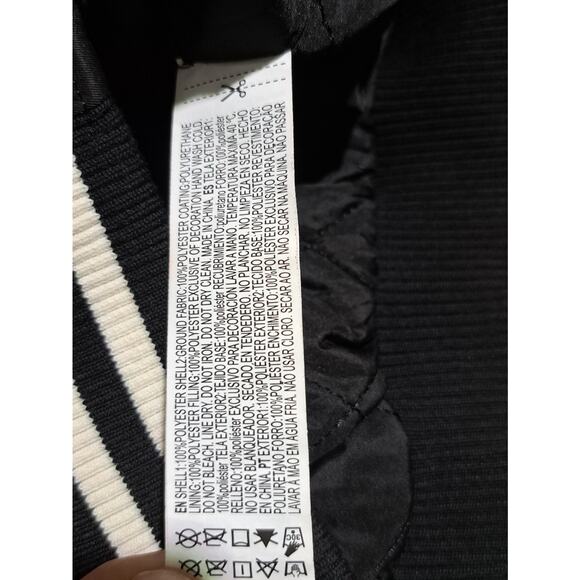 EN SHELL1:100%POLYESTER SHELL2:GROUND FABRIC:100%POLYESTER COATING:POLYURETHANE
LINING:100%POLYESTER FILLING:100%POLYESTER EXCLUSIVE OF DECORATION HAND WASH COLD.
DO NOT BLEACH. LINE DRY. DO NOT IRON. DO NOT DRY CLEAN. MADE IN CHINA. ES TELA EXTERIOR1:
100%poliéster TELA EXTERIOR2:TEJIDO BASE:100%poliéster RECUBRIMIENTO:poliuretano FORRO:100%poliéster
RELLENO:100%poliéster EXCLUSIVO PARA DECORACIÓN LAVAR A MANO. TEMPERATURA MÁXIMA 40 ºC.
NO USAR BLANQUEADOR. SECADO EN TENDEDERO. NO PLANCHAR. NO LIMPIEZA EN SECO. HECHO
EN CHINA. PT EXTERIOR1:100%POLIÉSTER EXTERIOR2:TECIDO BASE:100%POLIÉSTER REVESTIMENTO:
POLIURETANO FORRO:100%POLIÉSTER ENCHIMENTO:100%POLIÉSTER EXCLUSIVO PARA DECORAÇÃO
LAVAR À MÃO EM ÁGUA FRIA. NÃO USAR CLORO. SECAR AO AR. NÃO SECAR NA MÁQUINA. NÃO PASSAR
30C